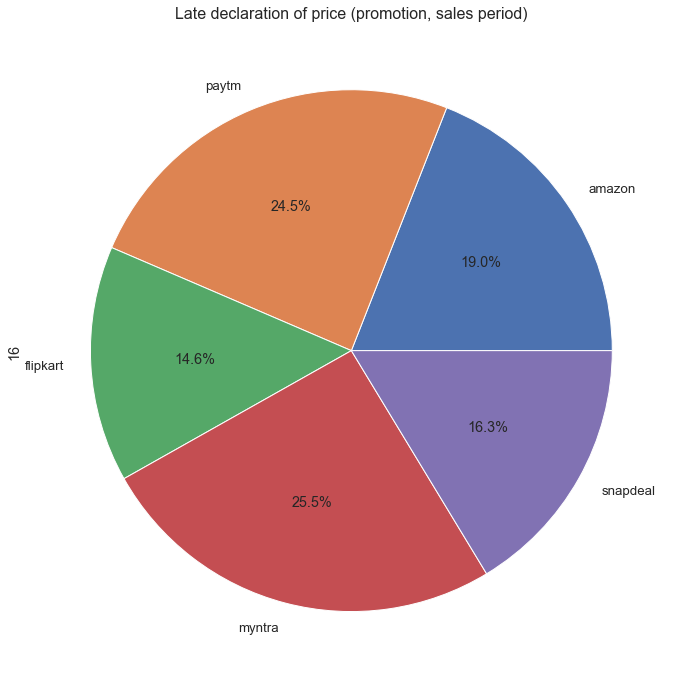 Late declaration of price (promotion, sales period)
paytm
amazon
24.5%
19.0%
16
flipkart
14.6%
16.3%
snapdeal
25.5%
myntra